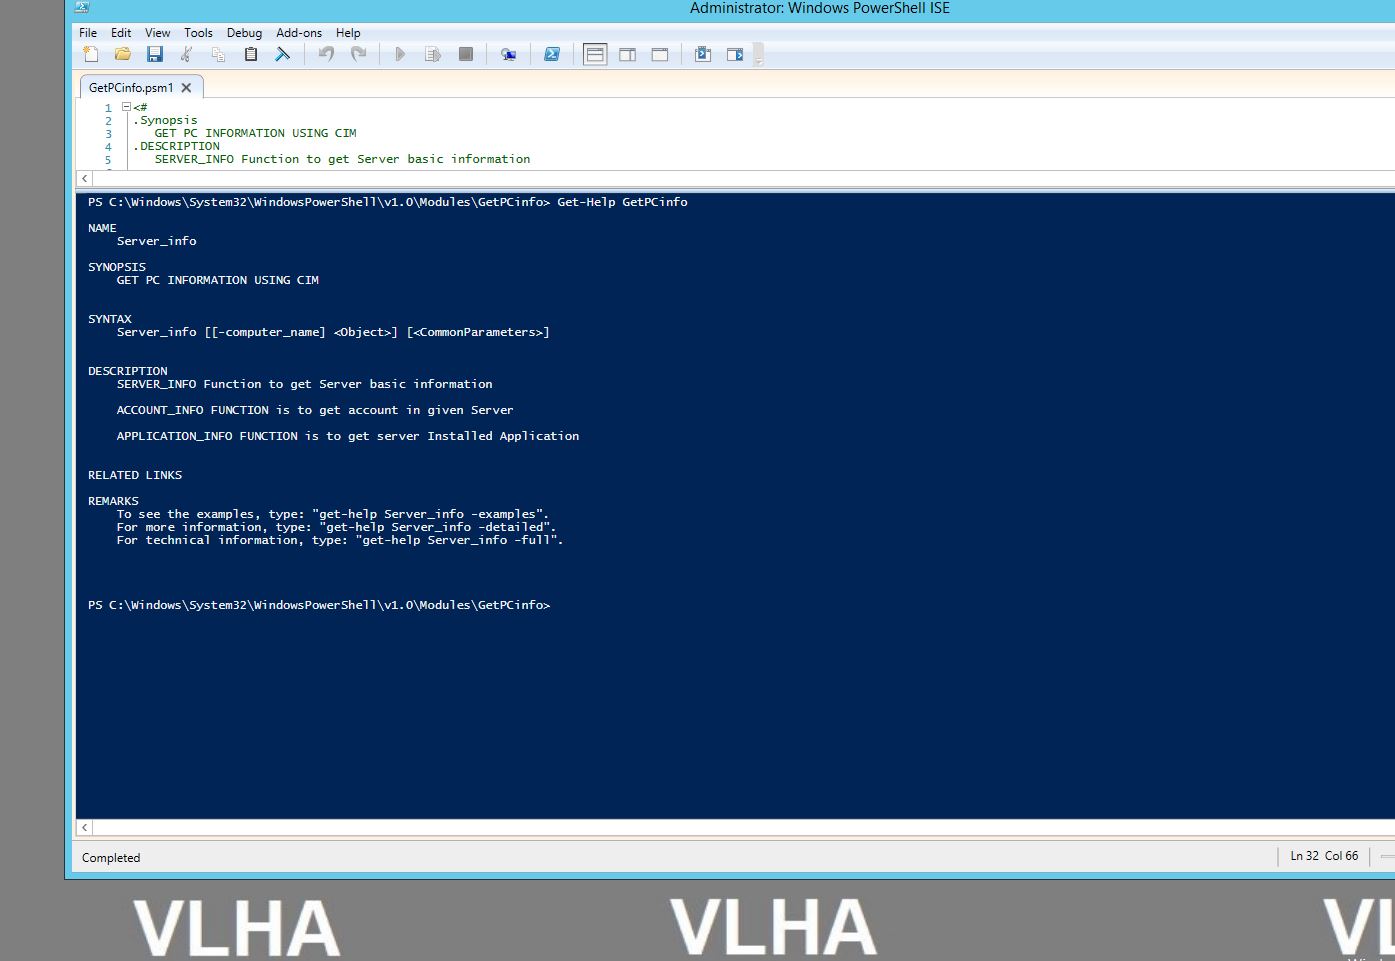 Administrator: Windows PowerShell ISE
File Edit View Tools Debug Add-ons Help
GetPCinfo.psm1
1 <#
2 .Synopsis
3 GET PC INFORMATION USING CIM
4 .DESCRIPTION
5 SERVER_INFO Function to get Server basic information
PS C:\Windows\System32\WindowsPowerShell\v1.0\Modules\GetPCinfo> Get-Help GetPCinfo
NAME
Server_info
SYNOPSIS
GET PC INFORMATION USING CIM
SYNTAX
Server_info [[-computer_name] <Object>] [<CommonParameters>]
DESCRIPTION
SERVER_INFO Function to get Server basic information
ACCOUNT_INFO FUNCTION is to get account in given Server
APPLICATION_INFO FUNCTION is to get server Installed Application
RELATED LINKS
REMARKS
To see the examples, type: "get-help Server_info -examples".
For more information, type: "get-help Server_info -detailed".
For technical information, type: "get-help Server_info -full".
PS C:\Windows\System32\WindowsPowerShell\v1.0\Modules\GetPCinfo>
Completed
Ln 32 Col 66
VLHA VLHA VL